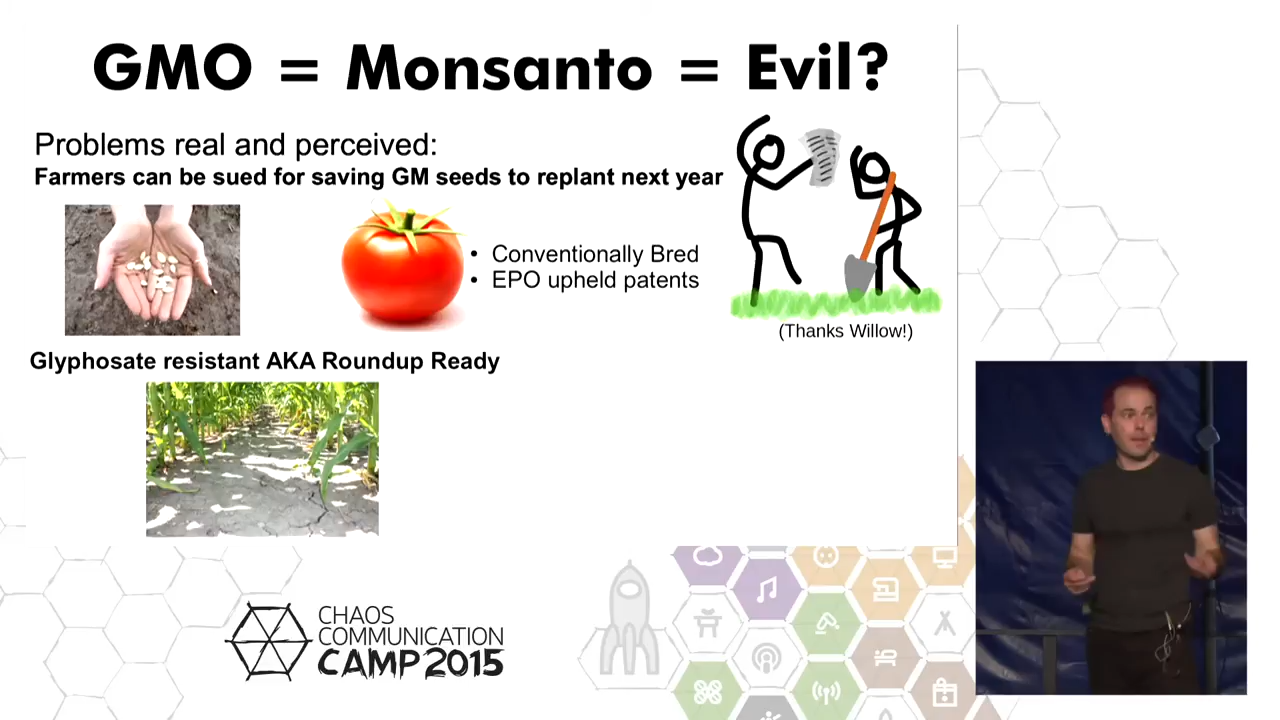 GMO = Monsanto = Evil?
Problems real and perceived:
Farmers can be sued for saving GM seeds to replant next year
• Conventionally Bred
• EPO upheld patents
(Thanks Willow!)
Glyphosate resistant AKA Roundup Ready
CHAOS
COMMUNICATION
CAMP 2015